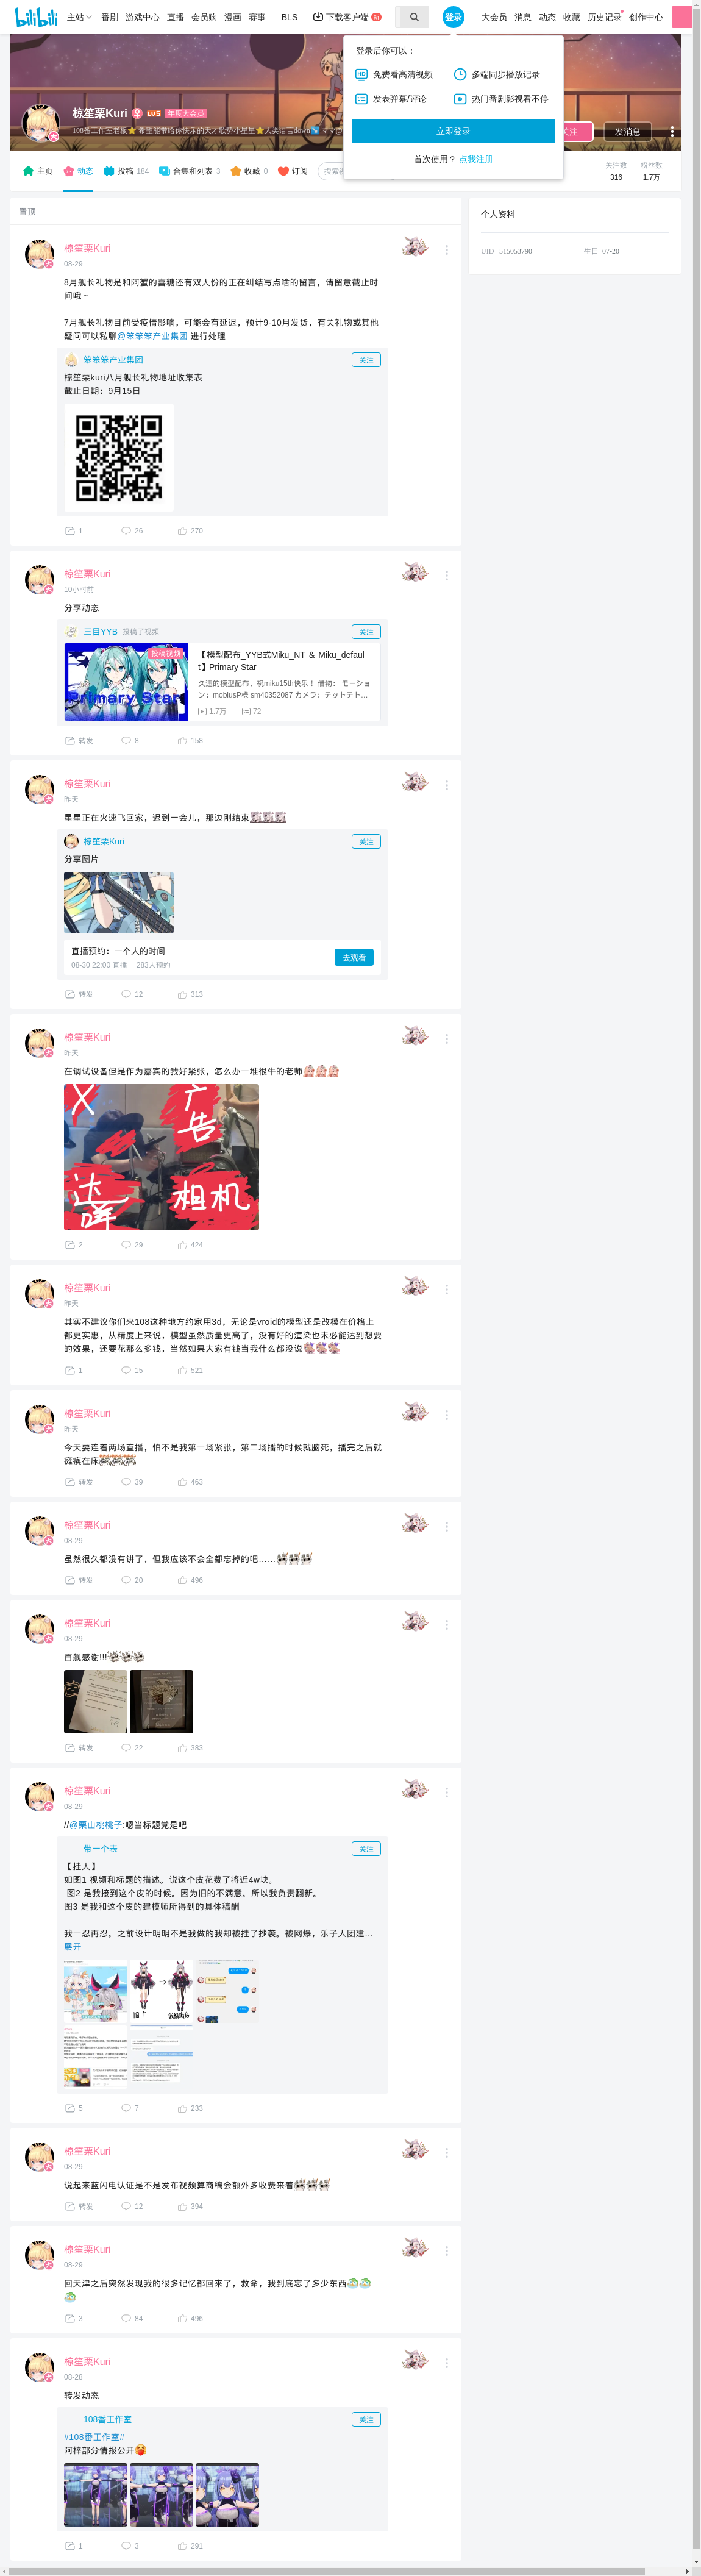 bilibili 主站 番剧 游戏中心 直播 会员购 漫画 赛事 BLS 下载客户端 登录 大会员 消息 动态 收藏 历史记录 创作中心
登录后你可以：
免费看高清视频 多端同步播放记录
发表弹幕/评论 热门番剧影视看不停
立即登录
首次使用？ 点我注册
椋笙栗Kuri LV5 年度大会员
108番工作室老板⭐ 希望能带给你快乐的天才歌势小星星⭐人类语言down
关注 发消息
主页 动态 投稿 184 合集和列表 3 收藏 0 订阅
关注数 粉丝数
316 1.7万
置顶
个人资料
UID 515053790 生日 07-20
椋笙栗Kuri
08-29
8月舰长礼物是和阿蟹的喜糖还有双人份的正在纠结写点啥的留言，请留意截止时
间哦～
7月舰长礼物目前受疫情影响，可能会有延迟，预计9-10月发货，有关礼物或其他
疑问可以私聊@笨笨笨产业集团 进行处理
笨笨笨产业集团 关注
椋笙栗kuri八月舰长礼物地址收集表
截止日期：9月15日
1 26 270
椋笙栗Kuri
10小时前
分享动态
三目YYB 投稿了视频 关注
投稿视频
Primary Star
【模型配布_YYB式Miku_NT ＆ Miku_defaul
t】Primary Star
久违的模型配布，祝miku15th快乐！ 借物： モーショ
ン：mobiusP様 sm40352087 カメラ：テットテト...
1.7万 72
转发 8 158
椋笙栗Kuri
昨天
星星正在火速飞回家，迟到一会儿，那边刚结束
椋笙栗Kuri 关注
分享图片
直播预约：一个人的时间
08-30 22:00 直播 283人预约
去观看
转发 12 313
椋笙栗Kuri
昨天
在调试设备但是作为嘉宾的我好紧张，怎么办一堆很牛的老师
X 广告
达哞 相机
2 29 424
椋笙栗Kuri
昨天
其实不建议你们来108这种地方约家用3d，无论是vroid的模型还是改模在价格上
都更实惠，从精度上来说，模型虽然质量更高了，没有好的渲染也未必能达到想要
的效果，还要花那么多钱，当然如果大家有钱当我什么都没说
1 15 521
椋笙栗Kuri
昨天
今天要连着两场直播，怕不是我第一场紧张，第二场播的时候就脑死，播完之后就
瘫痪在床
转发 39 463
椋笙栗Kuri
08-29
虽然很久都没有讲了，但我应该不会全都忘掉的吧……
转发 20 496
椋笙栗Kuri
08-29
百舰感谢!!!
转发 22 383
椋笙栗Kuri
08-29
//@栗山桃桃子:嗯当标题党是吧
带一个表 关注
【挂人】
如图1 视频和标题的描述。说这个皮花费了将近4w块。
图2 是我接到这个皮的时候。因为旧的不满意。所以我负责翻新。
图3 是我和这个皮的建模师所得到的具体稿酬
我一忍再忍。之前设计明明不是我做的我却被挂了抄袭。被网爆，乐子人团建...
展开
5 7 233
椋笙栗Kuri
08-29
说起来蓝闪电认证是不是发布视频算商稿会额外多收费来着
转发 12 394
椋笙栗Kuri
08-29
回天津之后突然发现我的很多记忆都回来了，救命，我到底忘了多少东西
3 84 496
椋笙栗Kuri
08-28
转发动态
108番工作室 关注
#108番工作室#
阿梓部分情报公开
1 3 291